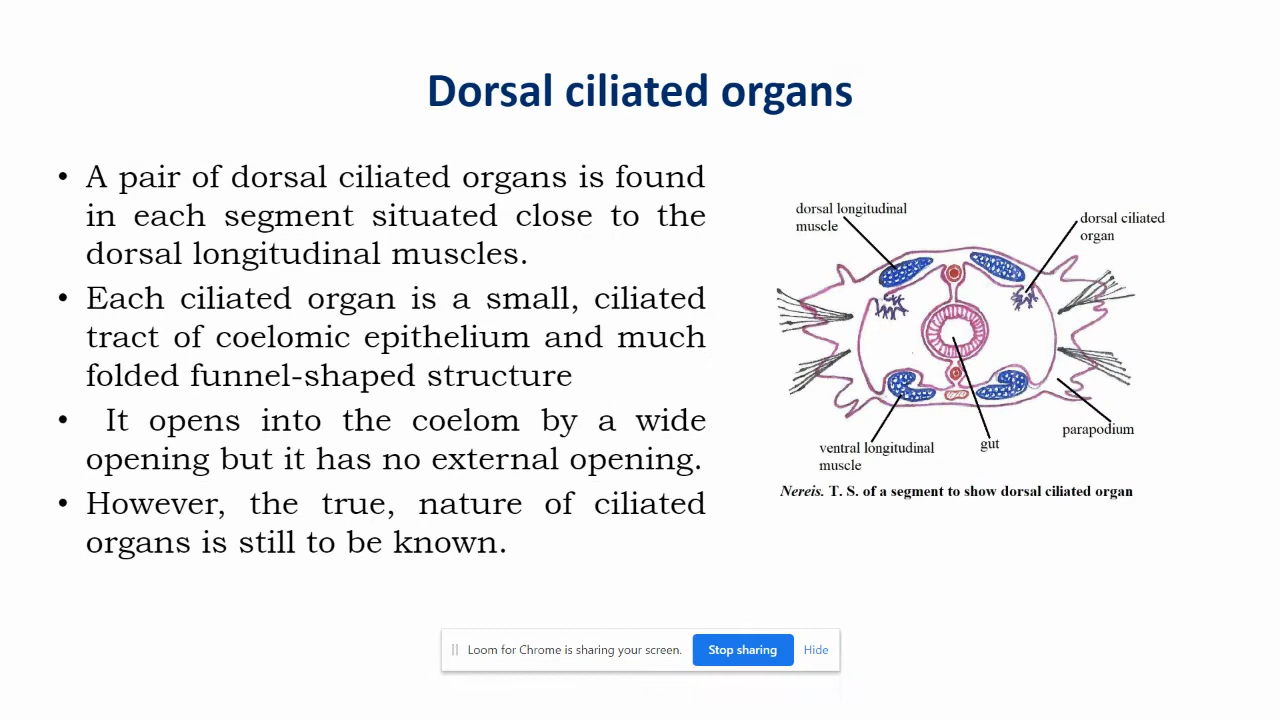 Dorsal ciliated organs
• A pair of dorsal ciliated organs is found
in each segment situated close to the
dorsal longitudinal muscles.
• Each ciliated organ is a small, ciliated
tract of coelomic epithelium and much
folded funnel-shaped structure
• It opens into the coelom by a wide
opening but it has no external opening.
• However, the true, nature of ciliated
organs is still to be known.
dorsal longitudinal
muscle
dorsal ciliated
organ
parapodium
gut
ventral longitudinal
muscle
Nereis. T. S. of a segment to show dorsal ciliated organ
Loom for Chrome is sharing your screen. Stop sharing Hide